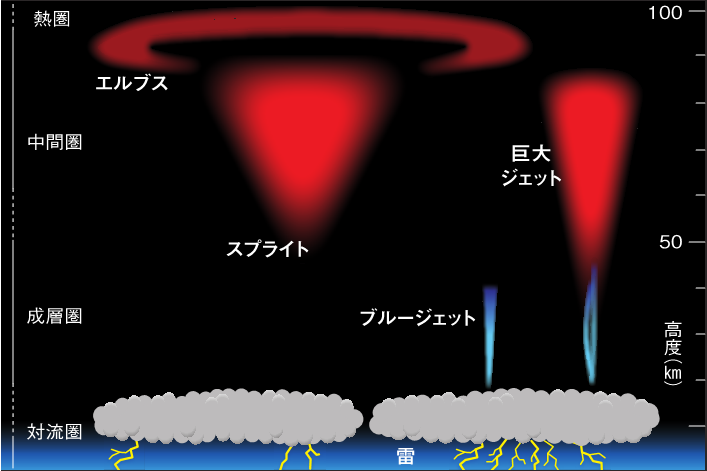 熱圏
100
エルブス
中間圏
巨大
ジェット
スプライト
50
成層圏
ブルージェット
高度(km)
対流圏
雷